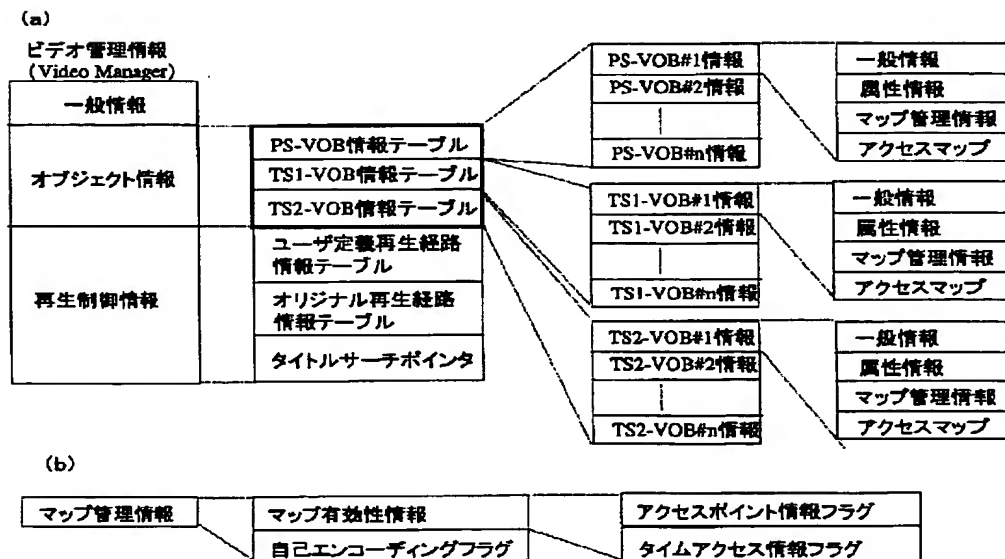 (a)
ビデオ管理情報
(Video Manager)
一般情報
オブジェクト情報
再生制御情報
PS-VOB情報テーブル
TS1-VOB情報テーブル
TS2-VOB情報テーブル
ユーザ定義再生経路
情報テーブル
オリジナル再生経路
情報テーブル
タイトルサーチポインタ
PS-VOB#1情報
PS-VOB#2情報
PS-VOB#n情報
一般情報
属性情報
マップ管理情報
アクセスマップ
TS1-VOB#1情報
TS1-VOB#2情報
TS1-VOB#n情報
一般情報
属性情報
マップ管理情報
アクセスマップ
TS2-VOB#1情報
TS2-VOB#2情報
TS2-VOB#n情報
一般情報
属性情報
マップ管理情報
アクセスマップ
(b)
マップ管理情報
マップ有効性情報
自己エンコーディングフラグ
アクセスポイント情報フラグ
タイムアクセス情報フラグ